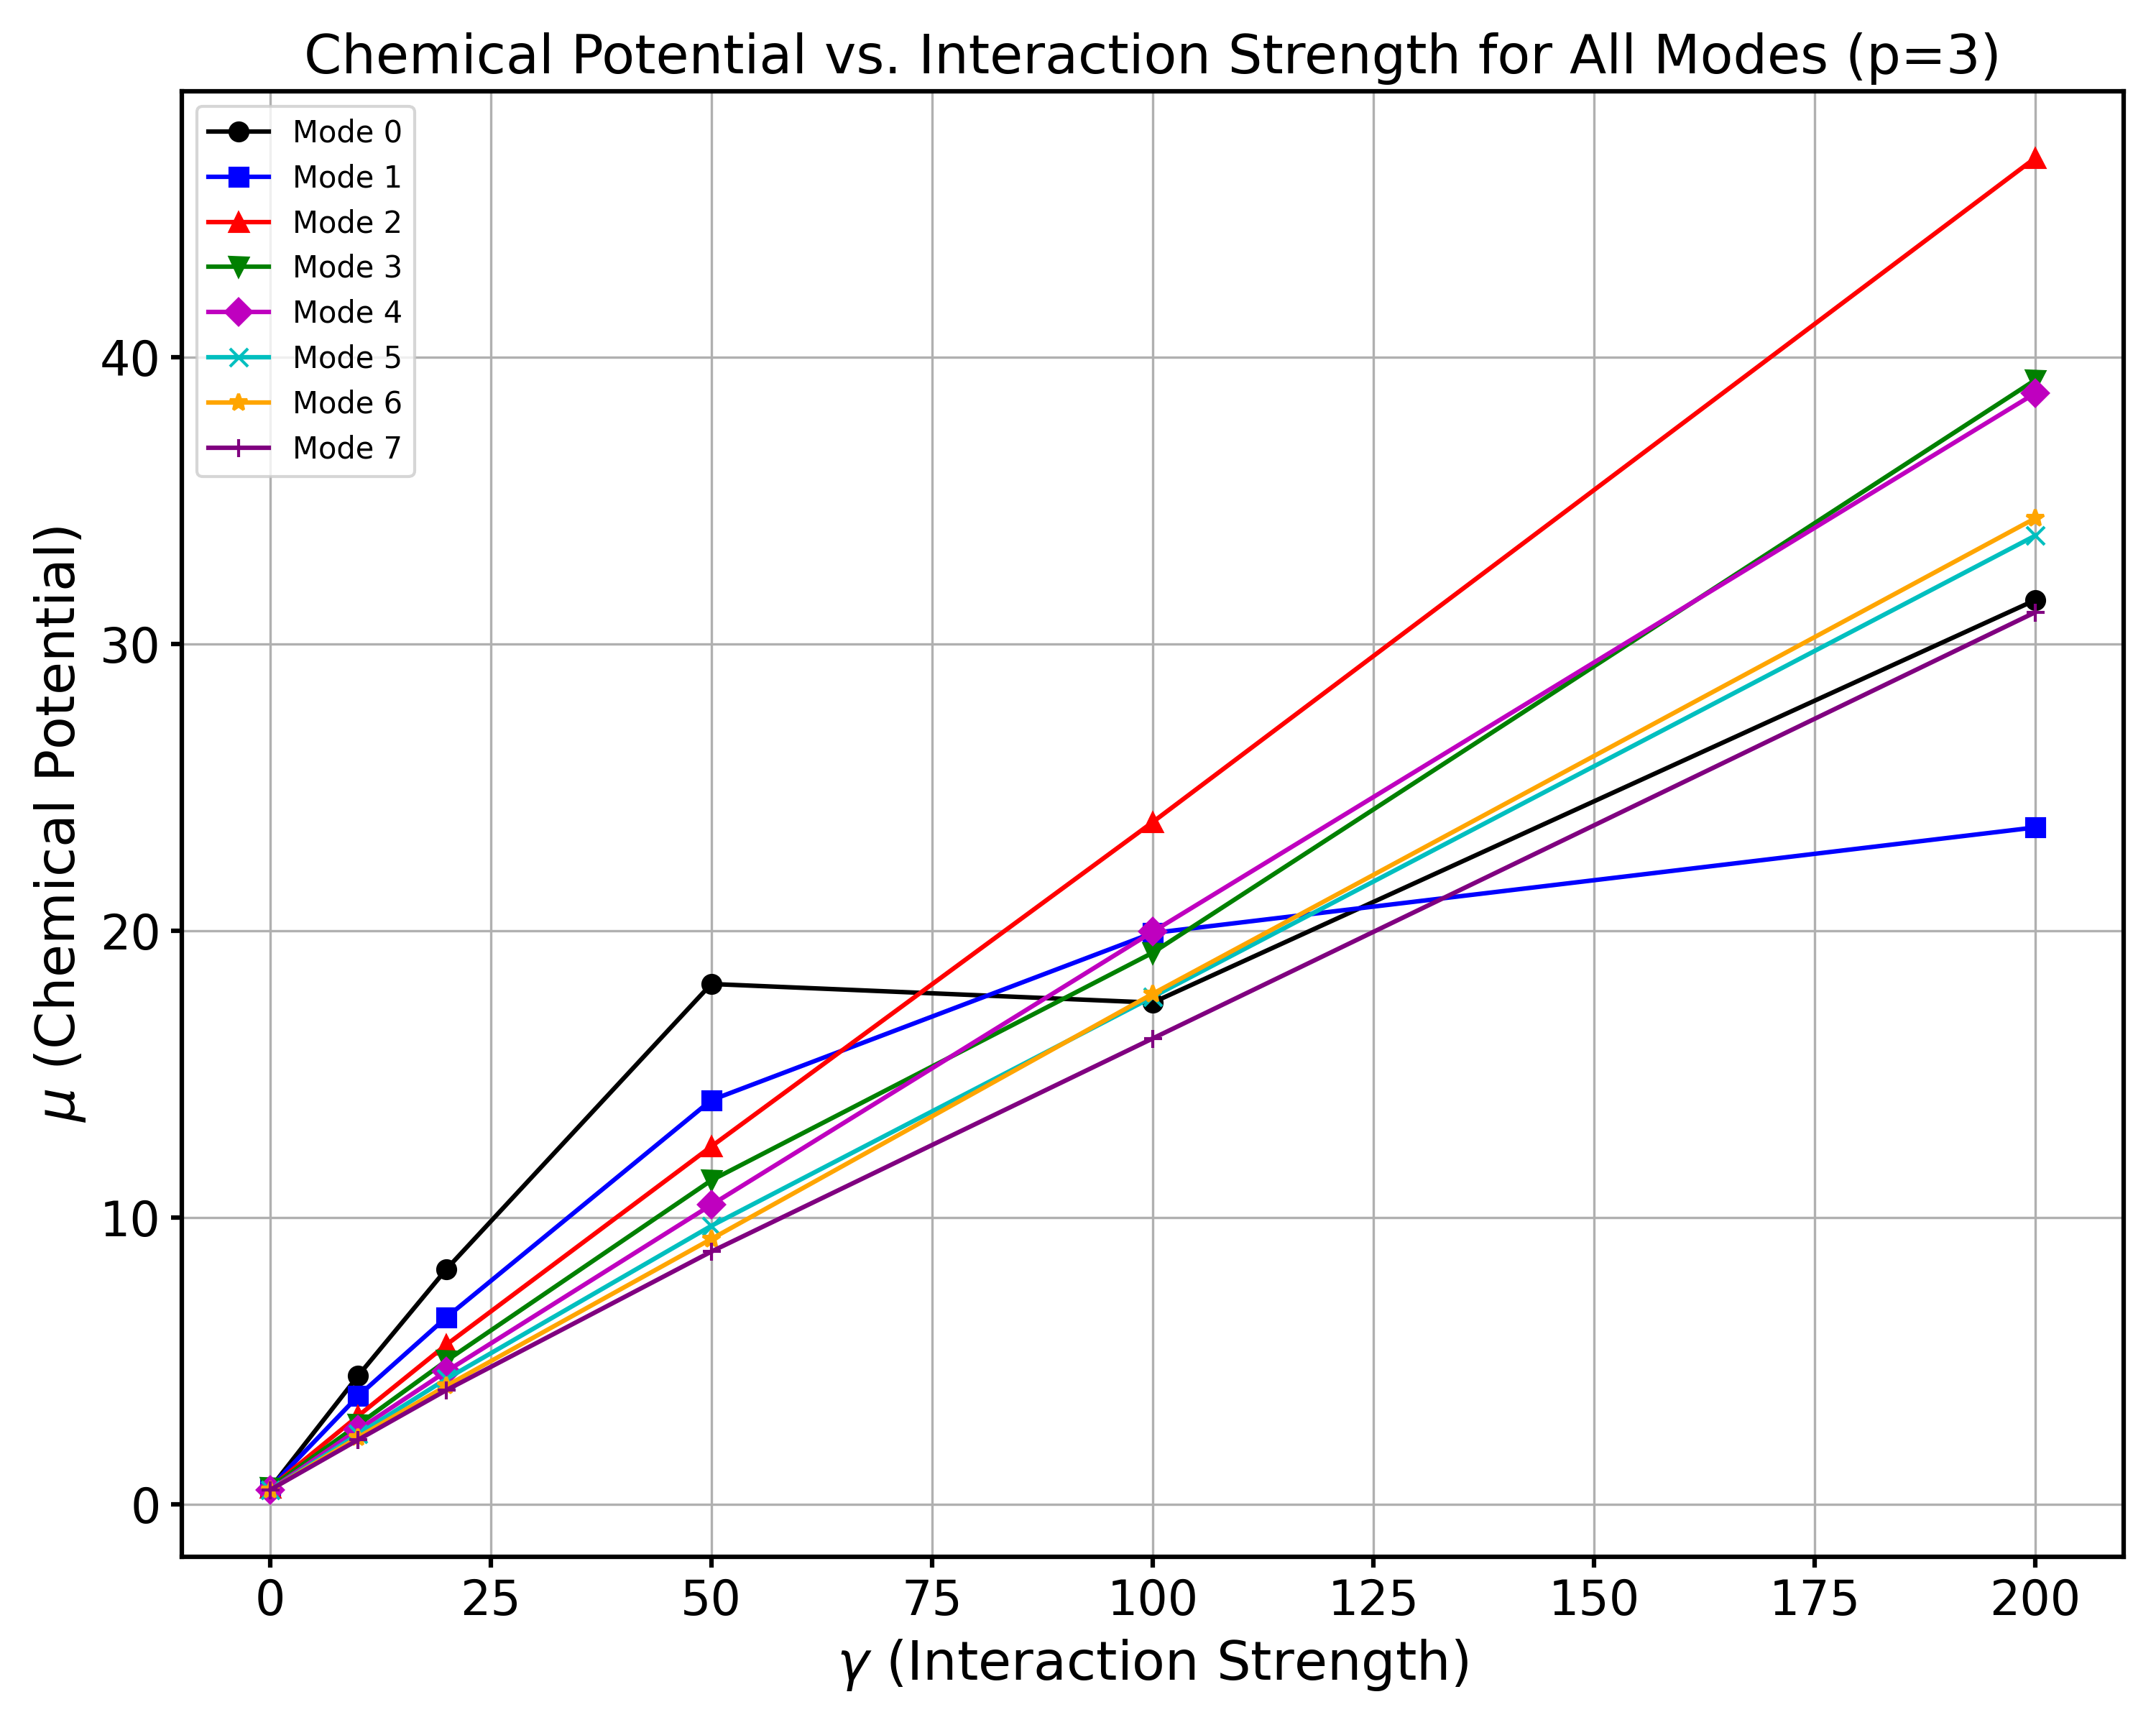 Chemical Potential vs. Interaction Strength for All Modes (p=3)
Mode 0
Mode 1
Mode 2
Mode 3
Mode 4
Mode 5
Mode 6
Mode 7
μ (Chemical Potential)
40
30
20
10
0
0 25 50 75 100 125 150 175 200
γ (Interaction Strength)